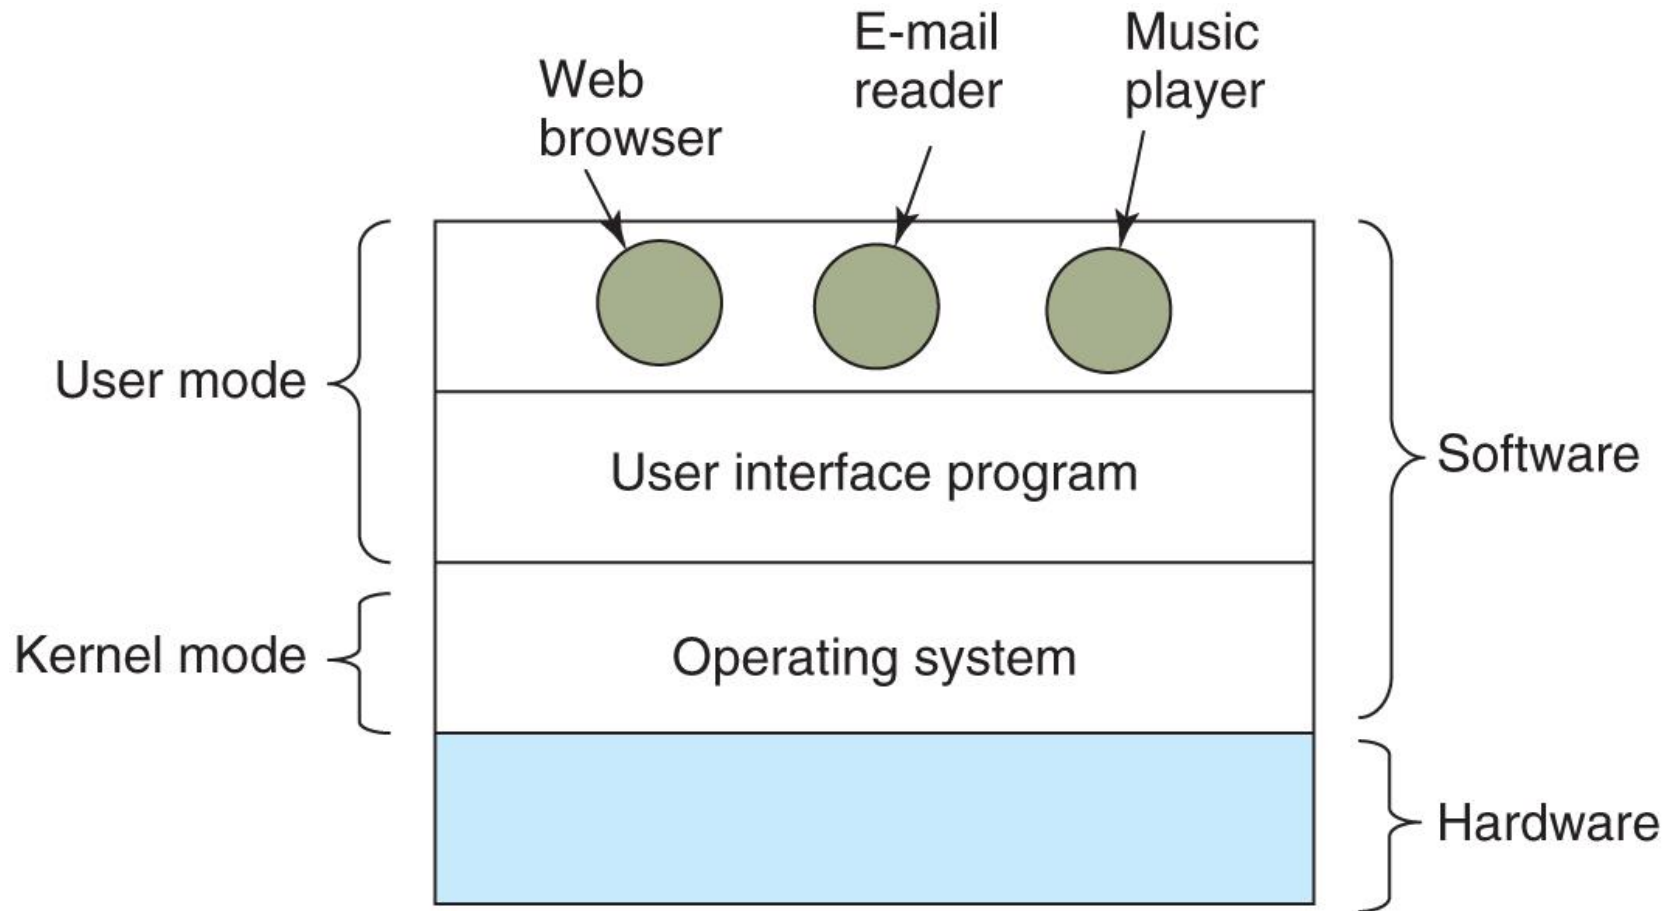 Web
browser
E-mail
reader
Music
player
User mode
User interface program
Software
Kernel mode
Operating system
Hardware